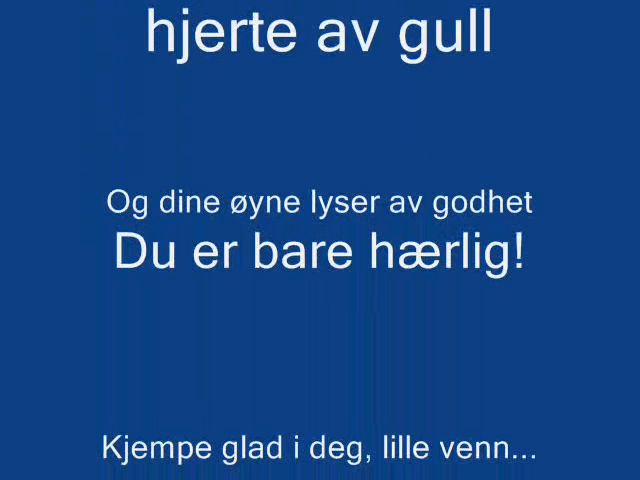 hjerte av gull
Og dine øyne lyser av godhet
Du er bare hærlig!
Kjempe glad i deg, lille venn...